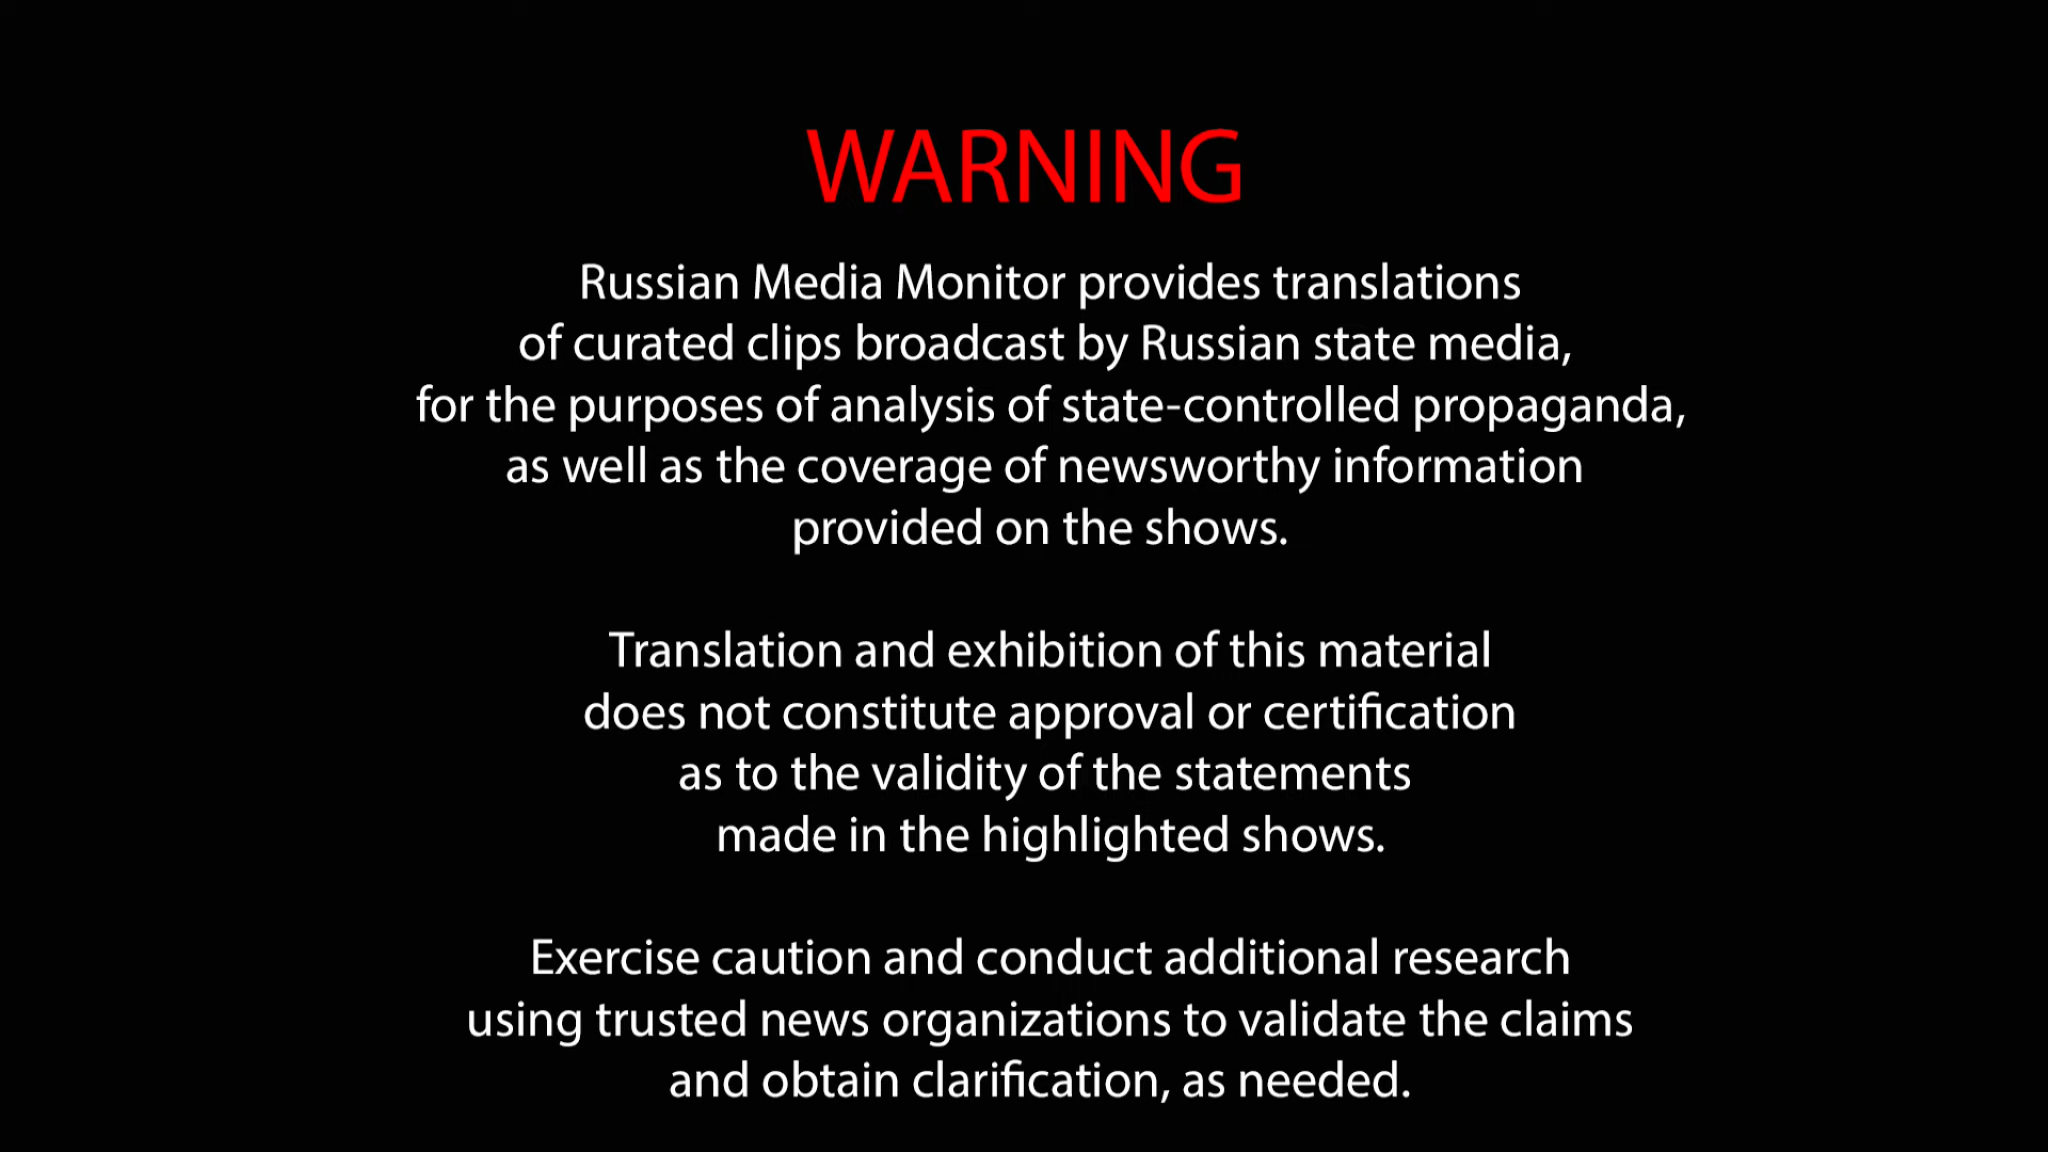 WARNING
Russian Media Monitor provides translations
of curated clips broadcast by Russian state media,
for the purposes of analysis of state-controlled propaganda,
as well as the coverage of newsworthy information
provided on the shows.
Translation and exhibition of this material
does not constitute approval or certification
as to the validity of the statements
made in the highlighted shows.
Exercise caution and conduct additional research
using trusted news organizations to validate the claims
and obtain clarification, as needed.